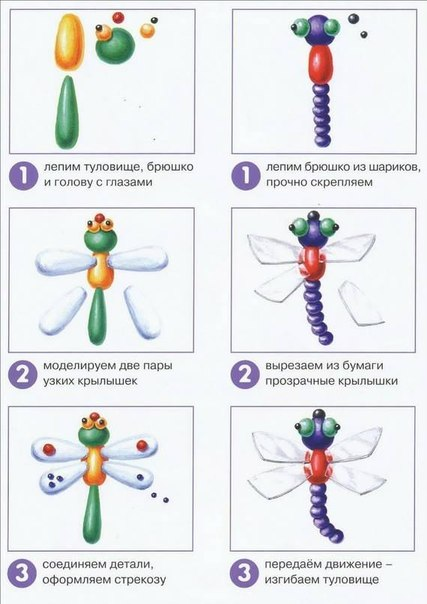 1 лепим туловище, брюшко
и голову с глазами
1 лепим брюшко из шариков,
прочно скрепляем
2 моделируем две пары
узких крылышек
2 вырезаем из бумаги
прозрачные крылышки
3 соединяем детали,
оформляем стрекозу
3 передаём движение –
изгибаем туловище